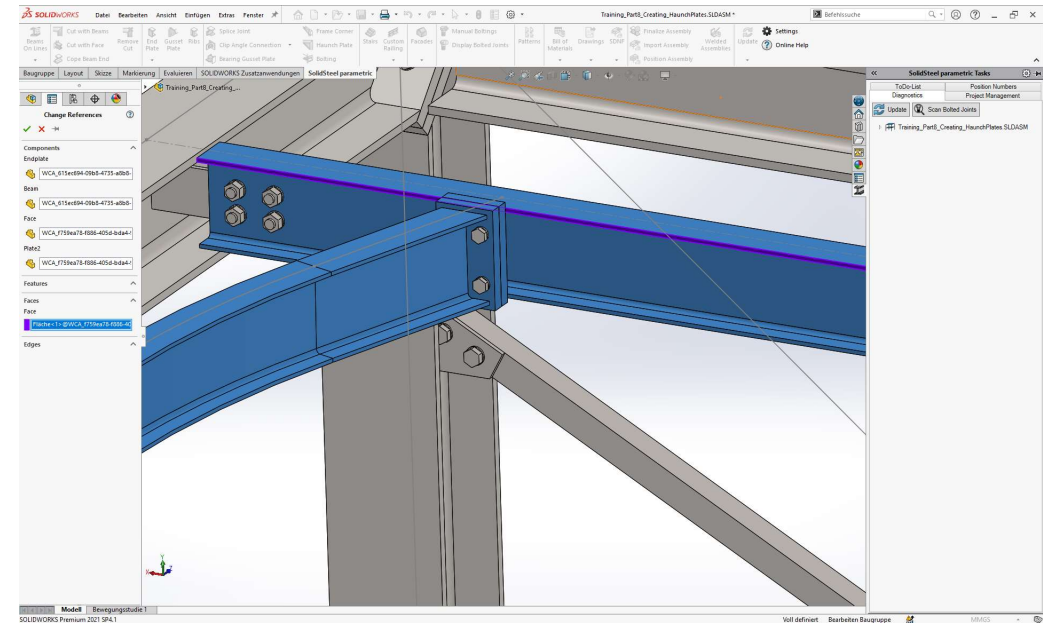 SOLIDWORKS Datei Bearbeiten Ansicht Einfügen Extras Fenster Training_Part8_Creating_HaunchPlates.SLDASM * Befehlssuche
Beams On Lines
Cut with Beams
Cut with Face
Cope Beam End
Remove Cut
End Plate
Gusset Plate
Ribs
Splice Joint
Clip Angle Connection
Bearing Gusset Plate
Frame Corner
Haunch Plate
Bolting
Stairs
Custom Railing
Facades
Manual Boltings
Display Bolted Joints
Patterns
Bill of Materials
Drawings
SDNF
Finalize Assembly
Import Assembly
Position Assembly
Welded Assemblies
Update
Settings
Online Help
Baugruppe Layout Skizze Markierung Evaluieren SOLIDWORKS Zusatzanwendungen SolidSteel parametric
Training_Part8_Creating_...
Change References
Components
Endplate
WCA_615ec694-09b8-4735-a8b8-
Beam
WCA_615ec694-09b8-4735-a8b8-
Face
WCA_f759ea78-f886-405d-bda4-
Plate2
WCA_f759ea78-f886-405d-bda4-
Features
Faces
Face
Fläche<1>@WCA_f759ea78-f886-40
Edges
SolidSteel parametric Tasks
ToDo-List Position Numbers
Diagnostics Project Management
Update Scan Bolted Joints
Training_Part8_Creating_HaunchPlates.SLDASM
Y
X
Z
Modell Bewegungsstudie 1
SOLIDWORKS Premium 2021 SP4.1 Voll definiert Bearbeiten Baugruppe MMGS